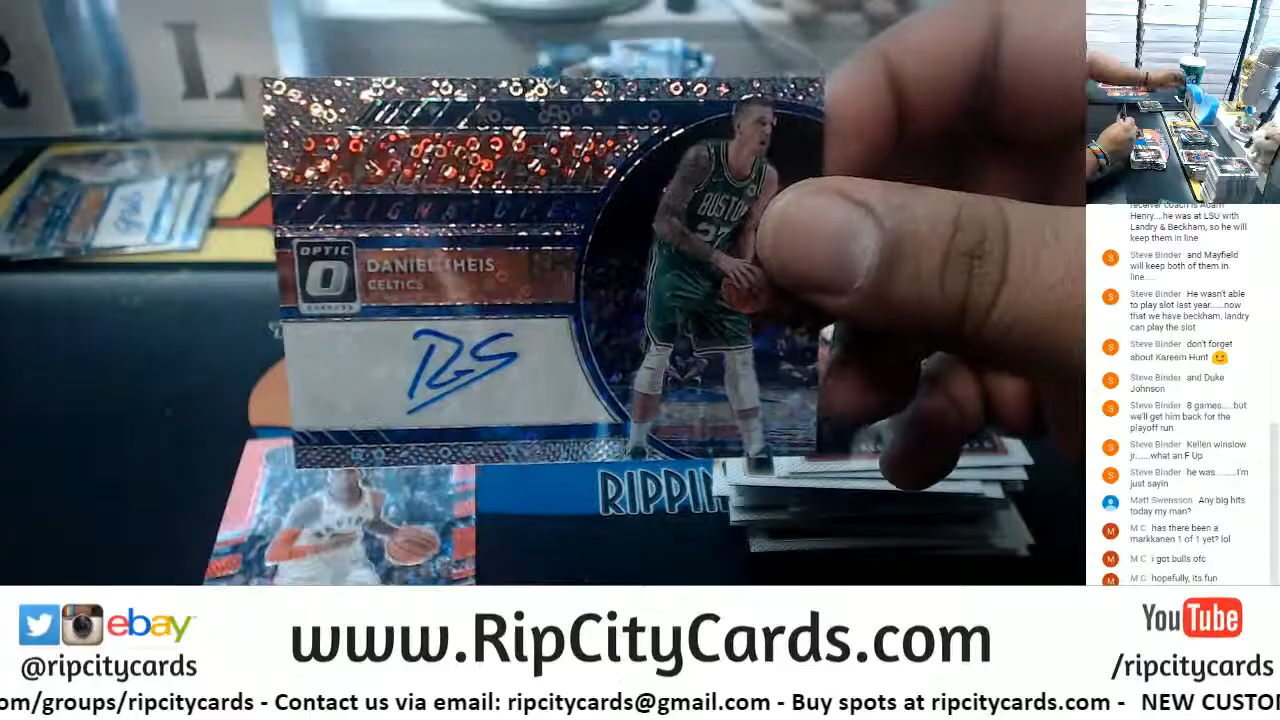 SIGNATURES
OPTIC
DANIEL THEIS
CELTICS
DONRUSS
BOSTON
27
RIPPIN
receiver coach is Adam
Henry....he was at LSU with
Landry & Beckham, so he will
keep them in line
Steve Binder and Mayfield
will keep both of them in
line....
Steve Binder He wasn't able
to play slot last year.....now
that we have beckham, landry
can play the slot
Steve Binder don't forget
about Kareem Hunt
Steve Binder and Duke
Johnson
Steve Binder 8 games.....but
we'll get him back for the
playoff run
Steve Binder Kellen winslow
jr.......what an F Up
Steve Binder he was.........I'm
just sayin
Matt Swensson Any big hits
today my man?
M C has there been a
markkanen 1 of 1 yet? lol
M C i got bulls ofc
M C hopefully, its fun
ebay
@ripcitycards
www.RipCityCards.com
YouTube
/ripcitycards
om/groups/ripcitycards - Contact us via email: ripcitycards@gmail.com - Buy spots at ripcitycards.com - NEW CUSTO